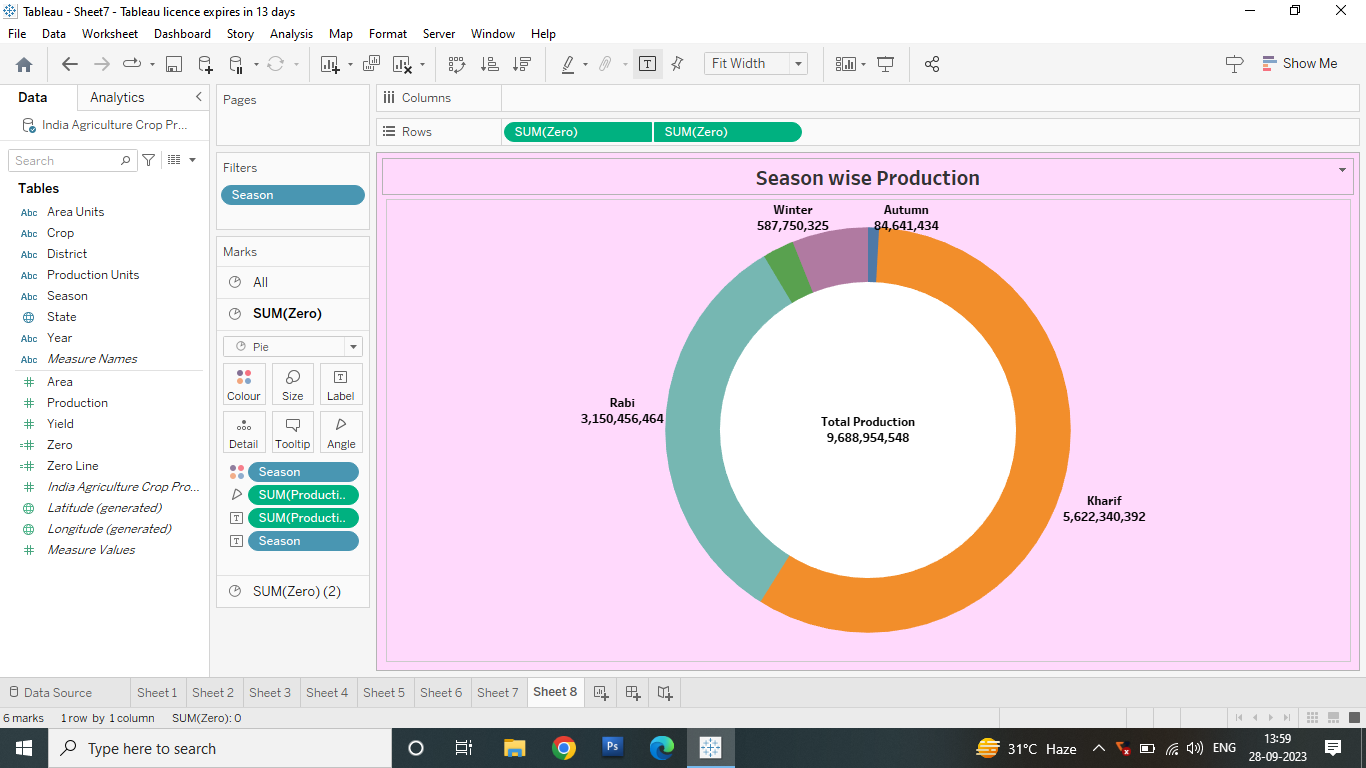 Tableau - Sheet7 - Tableau licence expires in 13 days
File Data Worksheet Dashboard Story Analysis Map Format Server Window Help
Fit Width
Show Me
Data Analytics
India Agriculture Crop Pr...
Search
Tables
Abc Area Units
Abc Crop
Abc District
Abc Production Units
Abc Season
State
Abc Year
Abc Measure Names
Area
Production
Yield
Zero
Zero Line
India Agriculture Crop Pro...
Latitude (generated)
Longitude (generated)
Measure Values
Pages
Filters
Season
Marks
All
SUM(Zero)
Pie
Colour Size Label
Detail Tooltip Angle
Season
SUM(Producti..
SUM(Producti..
Season
SUM(Zero) (2)
Columns
Rows SUM(Zero) SUM(Zero)
Season wise Production
Winter
587,750,325
Autumn
84,641,434
Rabi
3,150,456,464
Total Production
9,688,954,548
Kharif
5,622,340,392
Data Source Sheet 1 Sheet 2 Sheet 3 Sheet 4 Sheet 5 Sheet 6 Sheet 7 Sheet 8
6 marks 1 row by 1 column SUM(Zero): 0
Type here to search
Ps
31°C Haze
ENG
13:59
28-09-2023